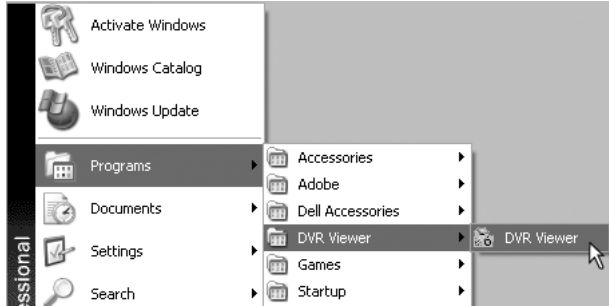 Activate Windows
Windows Catalog
Windows Update
Programs
Documents
Settings
Search
Accessories
Adobe
Dell Accessories
DVR Viewer
Games
Startup
DVR Viewer
essional